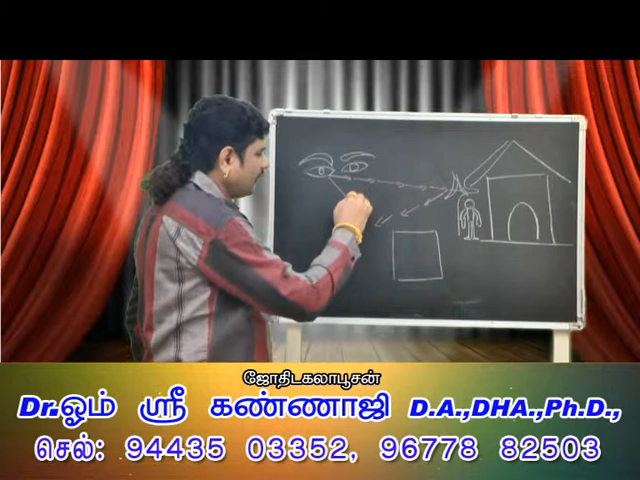 ஜோதிடகலாபூசன்
Dr.ஓம் ஸ்ரீ கண்ணாஜி D.A.,DHA.,Ph.D.,
செல்: 94435 03352, 96778 82503